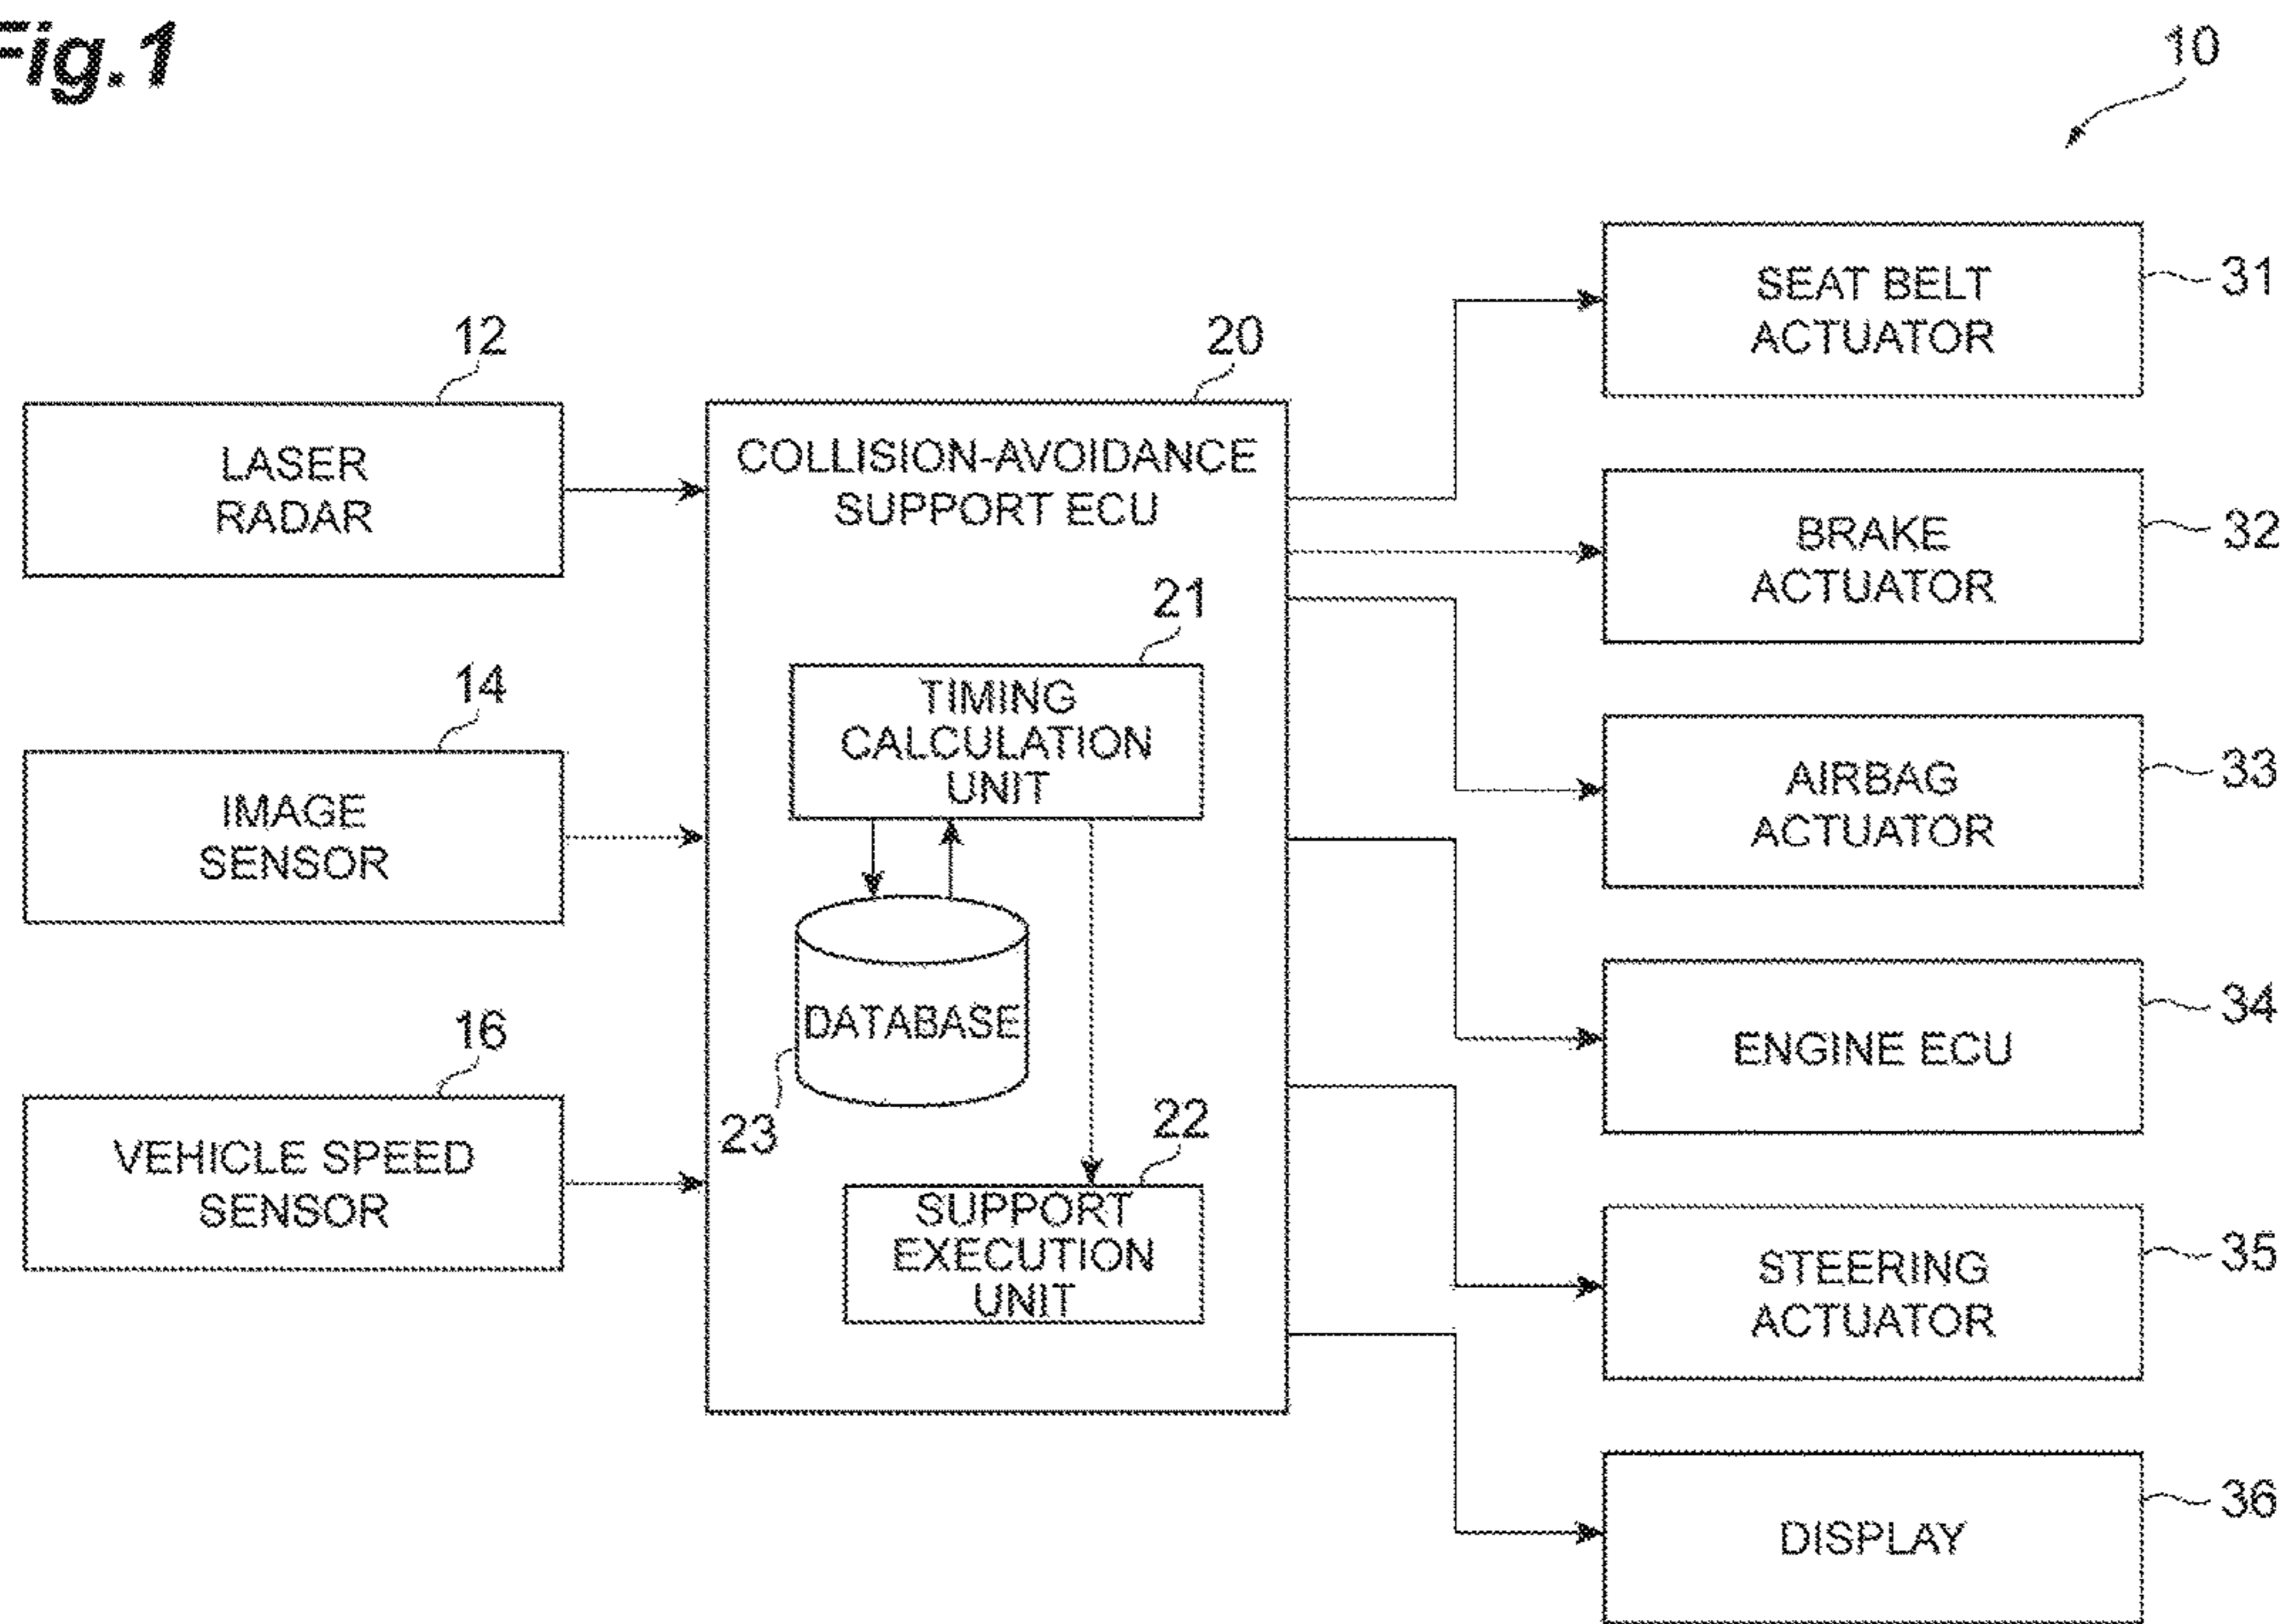 Fig.1
10
12
LASER
RADAR
14
IMAGE
SENSOR
16
VEHICLE SPEED
SENSOR
20
COLLISION-AVOIDANCE
SUPPORT ECU
21
TIMING
CALCULATION
UNIT
DATABASE
23
22
SUPPORT
EXECUTION
UNIT
SEAT BELT
ACTUATOR
31
BRAKE
ACTUATOR
32
AIRBAG
ACTUATOR
33
ENGINE ECU
34
STEERING
ACTUATOR
35
DISPLAY
36